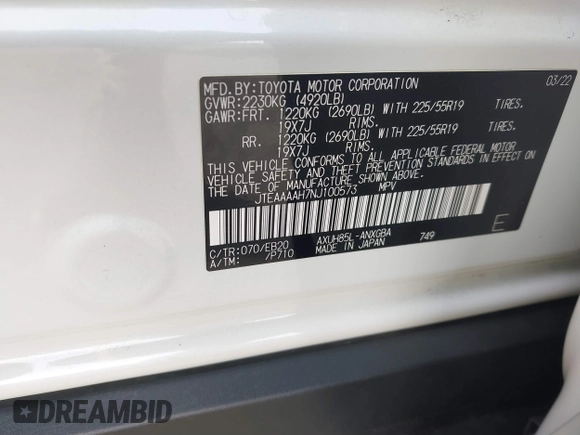 MFD.BY:TOYOTA MOTOR CORPORATION 03/22
GVWR:2230KG (4920LB)
GAWR:FRT. 1220KG (2690LB) WITH 225/55R19 TIRES.
19X7J RIMS.
RR. 1220KG (2690LB) WITH 225/55R19 TIRES.
19X7J RIMS.
THIS VEHICLE CONFORMS TO ALL APPLICABLE FEDERAL MOTOR
VEHICLE SAFETY AND THEFT PREVENTION STANDARDS IN EFFECT ON
THE DATE OF MANUFACTURE SHOWN ABOVE.
JTEAAAAH7NJ100573 MPV
C/TR:070/EB20 AXUH85L-ANXGBA 749 E
A/TM: /P710 MADE IN JAPAN
DREAMBID